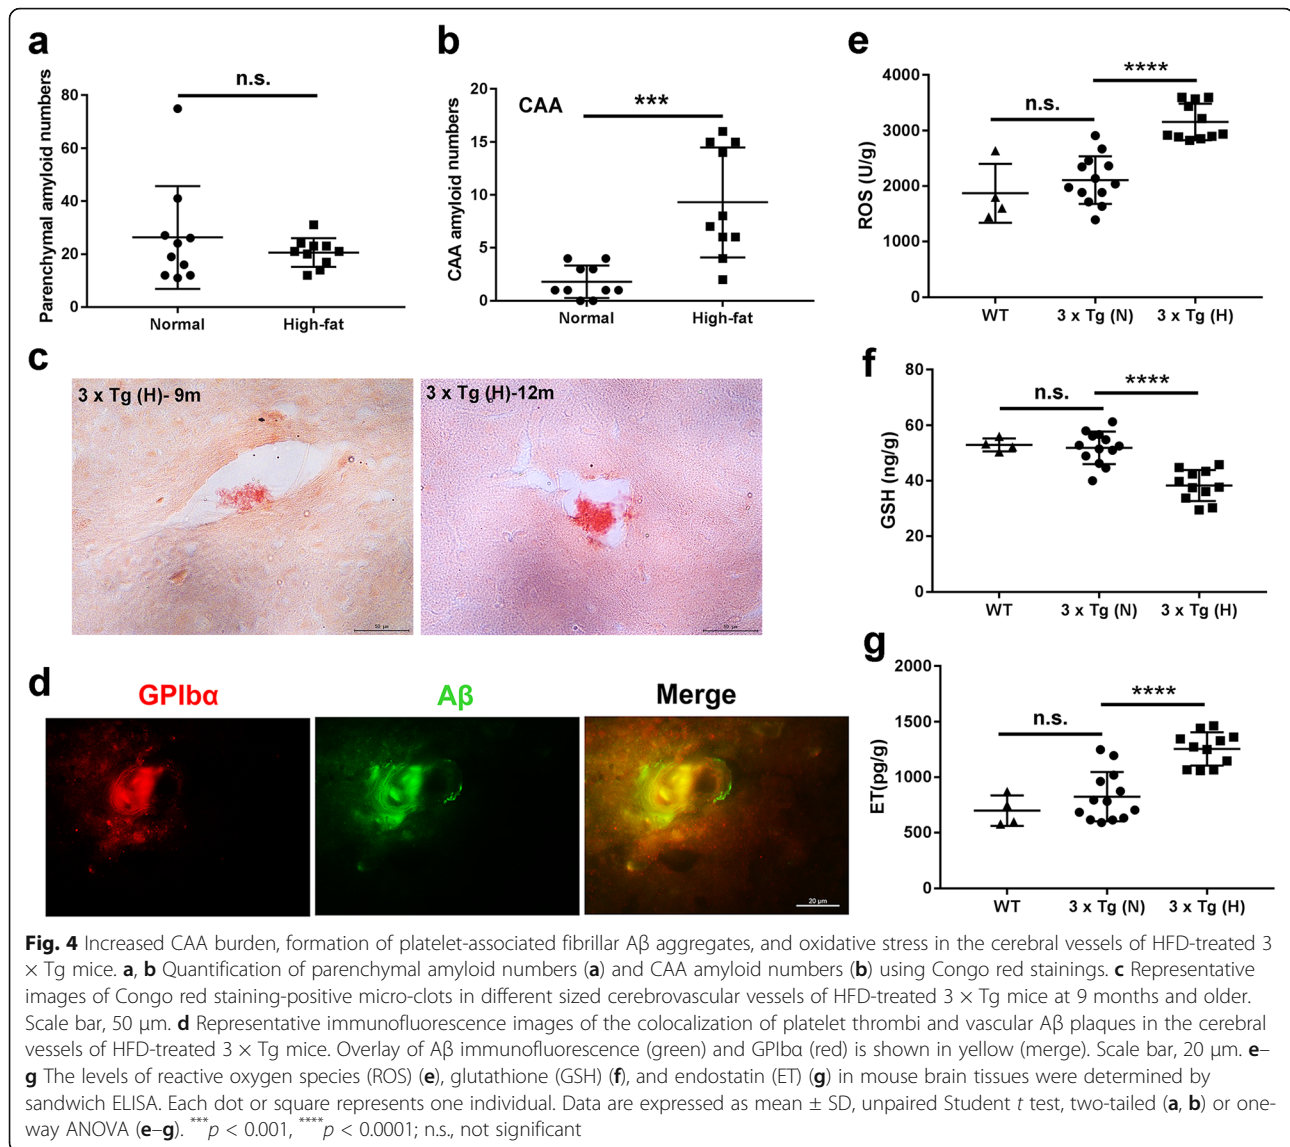 a
n.s.
Parenchymal amyloid numbers
80
60
40
20
0
Normal
High-fat
b
CAA
***
CAA amyloid numbers
20
15
10
5
0
Normal
High-fat
c
3 x Tg (H)- 9m
50 μm
3 x Tg (H)-12m
50 μm
d
GPIbα
Aβ
Merge
20 μm
e
n.s.
****
ROS (U/g)
4000
3000
2000
1000
0
WT
3 x Tg (N)
3 x Tg (H)
f
n.s.
****
GSH (ng/g)
80
60
40
20
0
WT
3 x Tg (N)
3 x Tg (H)
g
n.s.
****
ET(pg/g)
2000
1500
1000
500
0
WT
3 x Tg (N)
3 x Tg (H)
Fig. 4 Increased CAA burden, formation of platelet-associated fibrillar Aβ aggregates, and oxidative stress in the cerebral vessels of HFD-treated 3
× Tg mice. a, b Quantification of parenchymal amyloid numbers (a) and CAA amyloid numbers (b) using Congo red stainings. c Representative
images of Congo red staining-positive micro-clots in different sized cerebrovascular vessels of HFD-treated 3 × Tg mice at 9 months and older.
Scale bar, 50 μm. d Representative immunofluorescence images of the colocalization of platelet thrombi and vascular Aβ plaques in the cerebral
vessels of HFD-treated 3 × Tg mice. Overlay of Aβ immunofluorescence (green) and GPIbα (red) is shown in yellow (merge). Scale bar, 20 μm. e–
g The levels of reactive oxygen species (ROS) (e), glutathione (GSH) (f), and endostatin (ET) (g) in mouse brain tissues were determined by
sandwich ELISA. Each dot or square represents one individual. Data are expressed as mean ± SD, unpaired Student t test, two-tailed (a, b) or one-
way ANOVA (e–g). ***p < 0.001, ****p < 0.0001; n.s., not significant